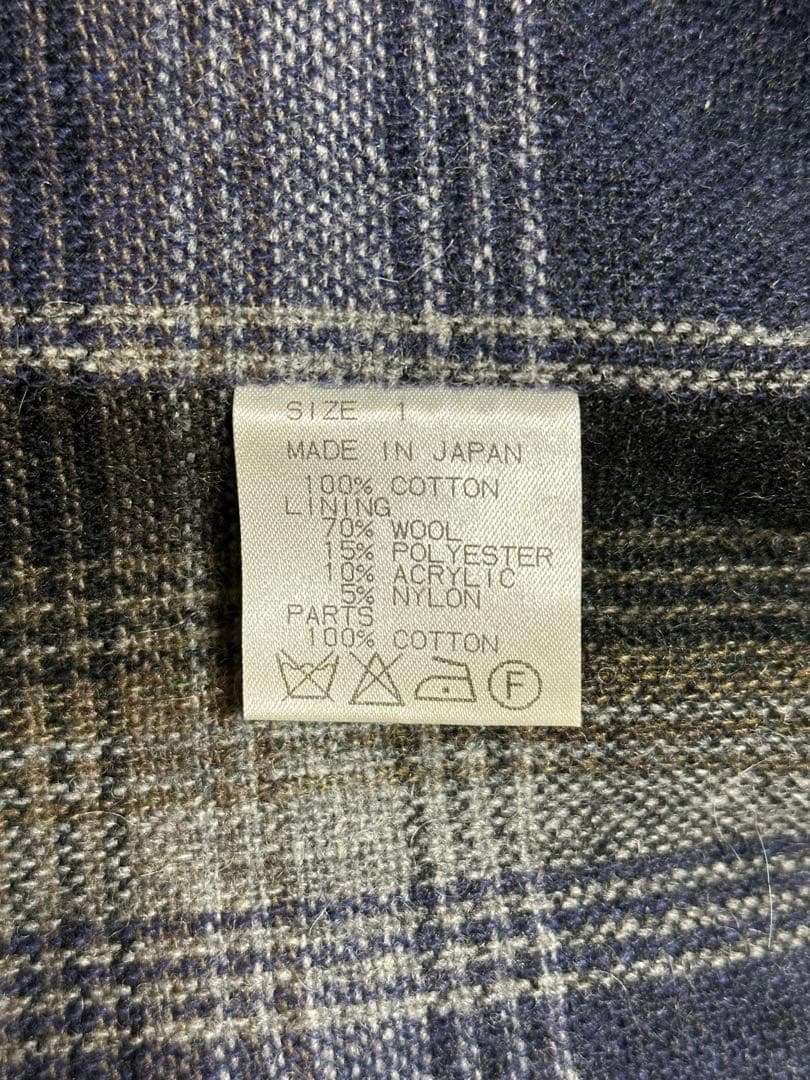 SIZE 1
MADE IN JAPAN
100% COTTON
LINING
70% WOOL
15% POLYESTER
10% ACRYLIC
5% NYLON
PARTS
100% COTTON
F